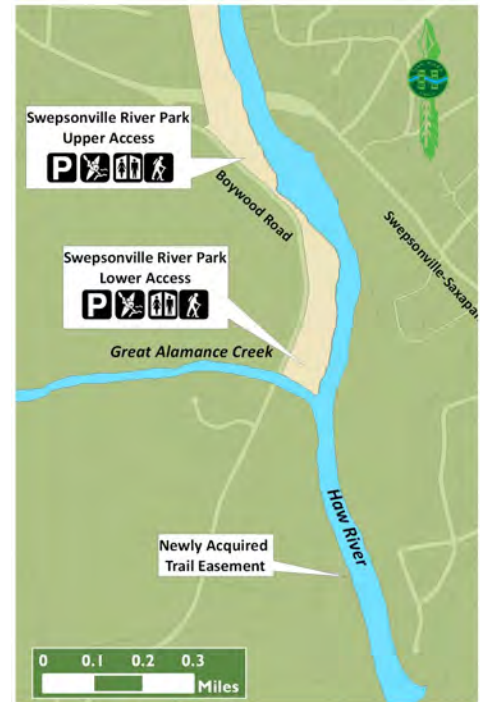 Swepsonville River Park
Upper Access
P
Boywood Road
Swepsonville-Saxapa
Swepsonville River Park
Lower Access
P
Great Alamance Creek
Haw River
Newly Acquired
Trail Easement
0 0.1 0.2 0.3
Miles